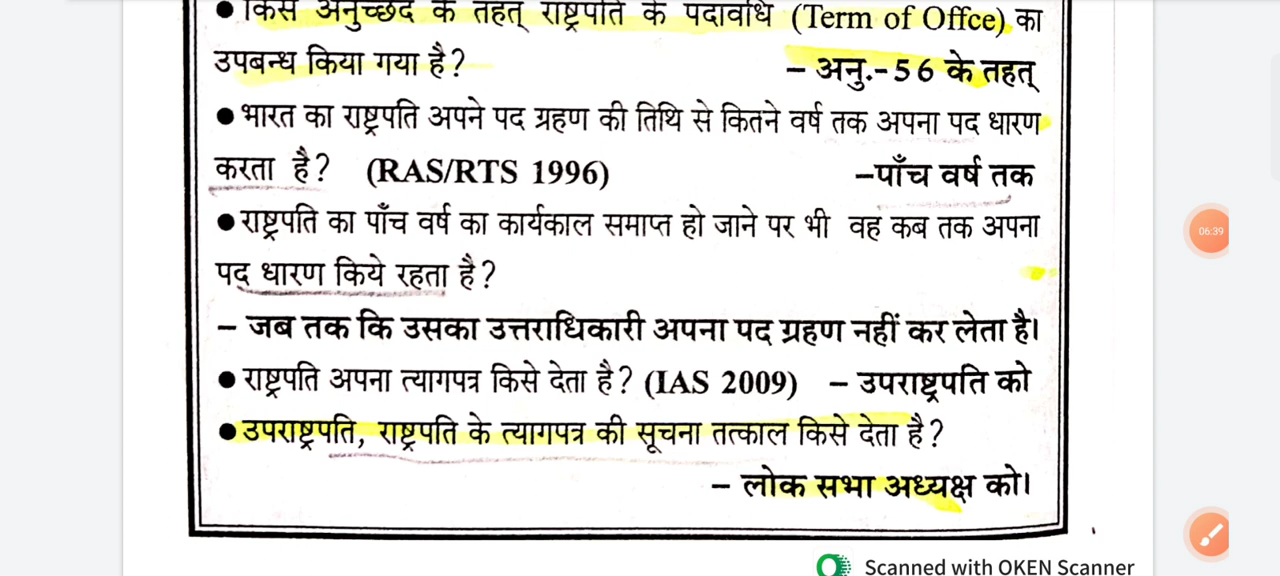 ● किस अनुच्छेद के तहत् राष्ट्रपति के पदावधि (Term of Offce) का
उपबन्ध किया गया है? – अनु.-56 के तहत्
● भारत का राष्ट्रपति अपने पद ग्रहण की तिथि से कितने वर्ष तक अपना पद धारण
करता है? (RAS/RTS 1996) –पाँच वर्ष तक
● राष्ट्रपति का पाँच वर्ष का कार्यकाल समाप्त हो जाने पर भी वह कब तक अपना
पद धारण किये रहता है?
– जब तक कि उसका उत्तराधिकारी अपना पद ग्रहण नहीं कर लेता है।
● राष्ट्रपति अपना त्यागपत्र किसे देता है? (IAS 2009) – उपराष्ट्रपति को
● उपराष्ट्रपति, राष्ट्रपति के त्यागपत्र की सूचना तत्काल किसे देता है?
– लोक सभा अध्यक्ष को।
Scanned with OKEN Scanner
06:39